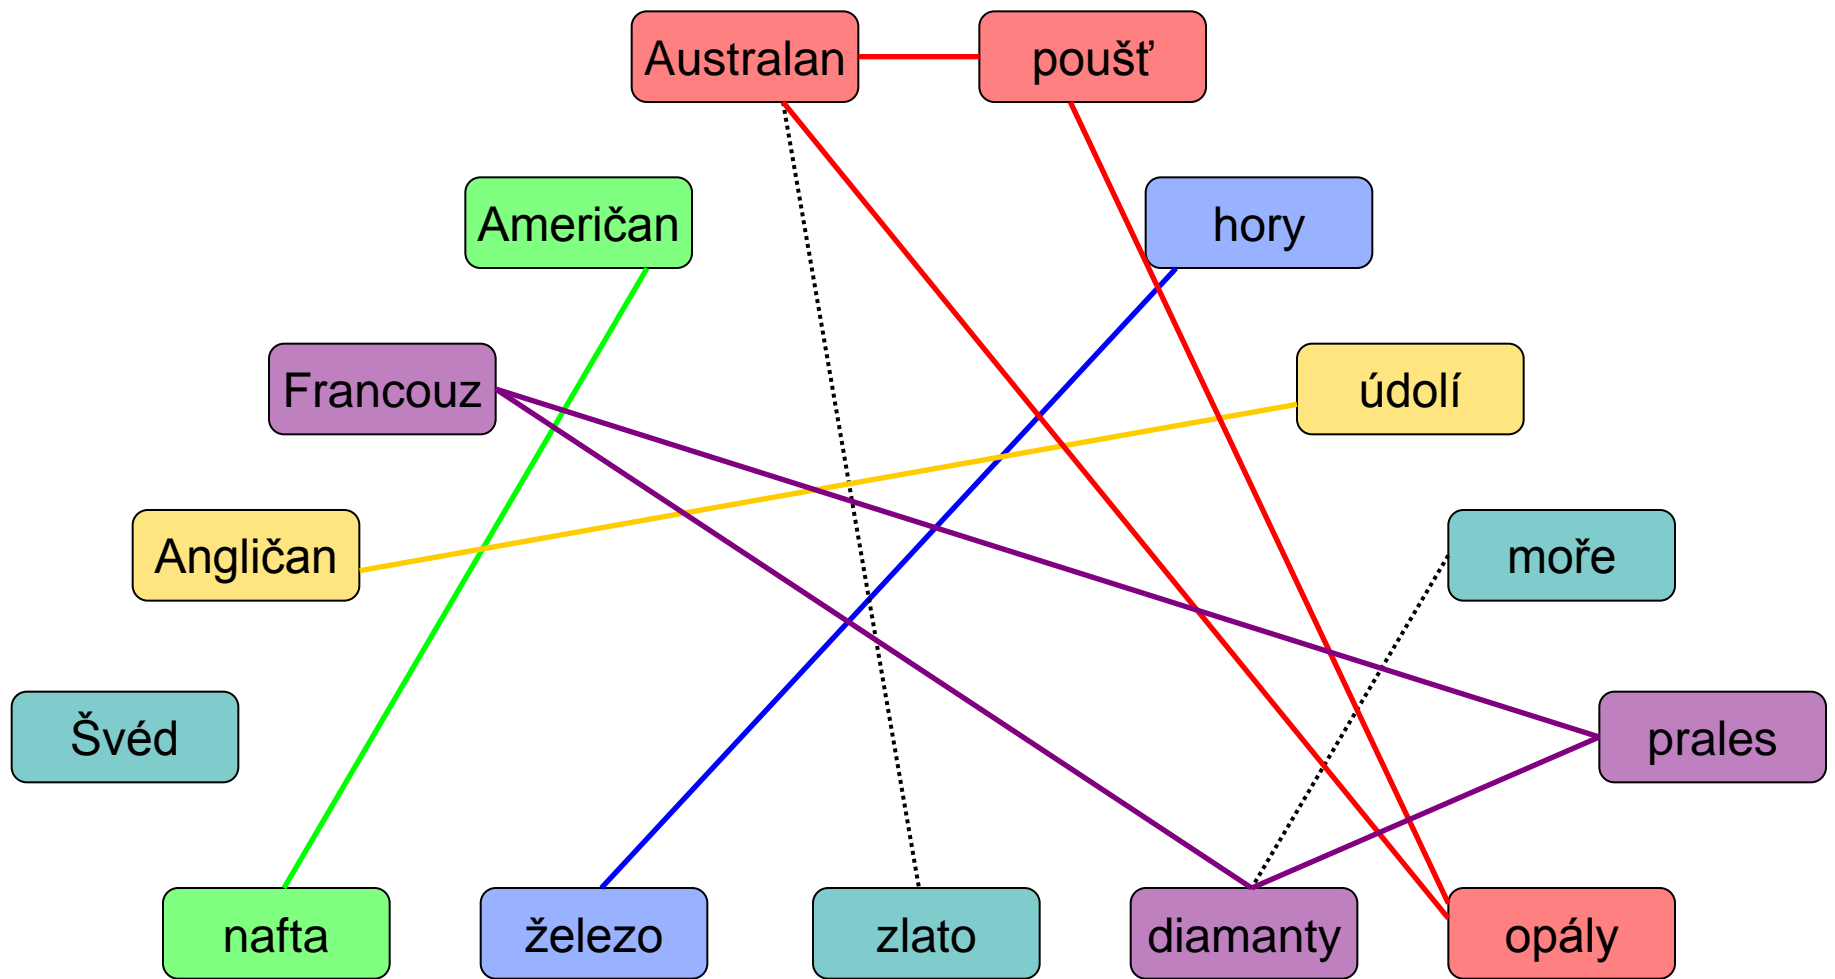 Australan
poušť
Američan
hory
Francouz
údolí
Angličan
moře
Švéd
prales
nafta
železo
zlato
diamanty
opály